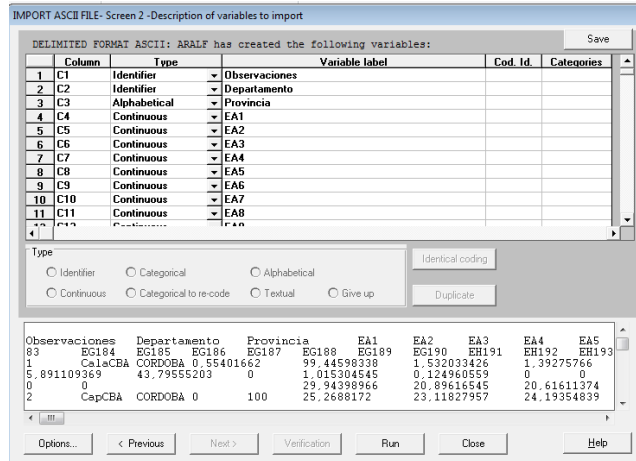 IMPORT ASCII FILE- Screen 2 -Description of variables to import
DELIMITED FORMAT ASCII: ARALF has created the following variables:
Save
Column Type Variable label Cod. Id. Categories
1 C1 Identifier Observaciones
2 C2 Identifier Departamento
3 C3 Alphabetical Provincia
4 C4 Continuous EA1
5 C5 Continuous EA2
6 C6 Continuous EA3
7 C7 Continuous EA4
8 C8 Continuous EA5
9 C9 Continuous EA6
10 C10 Continuous EA7
11 C11 Continuous EA8
Type
Identifier Categorical Alphabetical
Continuous Categorical to re-code Textual Give up
Identical coding
Duplicate
Observaciones Departamento Provincia EA1 EA2 EA3 EA4 EA5
83 EG184 EG185 EG186 EG187 EG188 EG189 EG190 EH191 EH192 EH193
1 CalaCBA CORDOBA 0,55401662 99,44598338 1,532033426 1,39275766
5,891109369 43,79555203 0 1,015304545 0,124960559 0 0
0 0 29,94398966 20,89616545 20,61611374
2 CapCBA CORDOBA 0 100 25,2688172 23,11827957 24,19354839
Options... < Previous Next > Verification Run Close Help